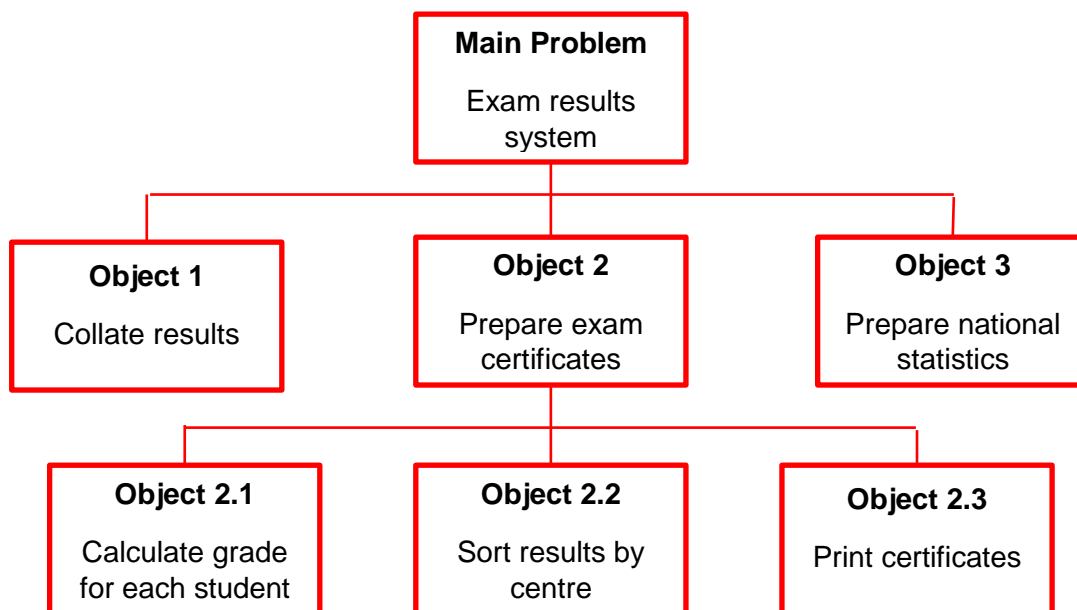 Main Problem
Exam results
system
Object 1
Collate results
Object 2
Prepare exam
certificates
Object 3
Prepare national
statistics
Object 2.1
Calculate grade
for each student
Object 2.2
Sort results by
centre
Object 2.3
Print certificates